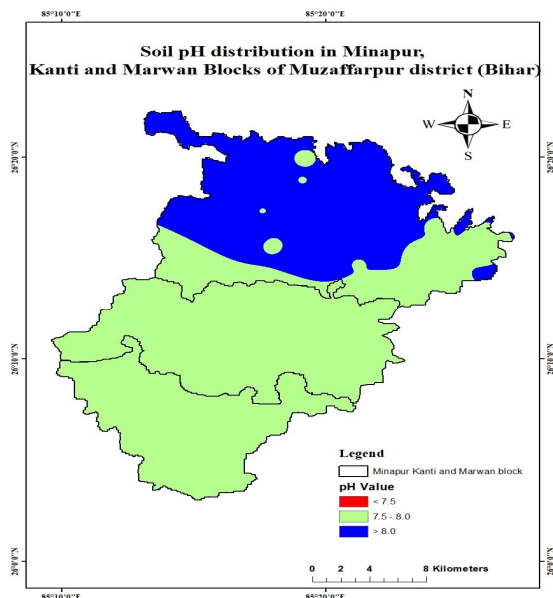 85°10'0"E 85°20'0"E
Soil pH distribution in Minapur,
Kanti and Marwan Blocks of Muzaffarpur district (Bihar)
N
W E
S
26°20'0"N 26°20'0"N
26°10'0"N 26°10'0"N
Legend
Minapur Kanti and Marwan block
pH Value
< 7.5
7.5 - 8.0
> 8.0
26°0'0"N 26°0'0"N
0 2 4 8 Kilometers
85°10'0"E 85°20'0"E